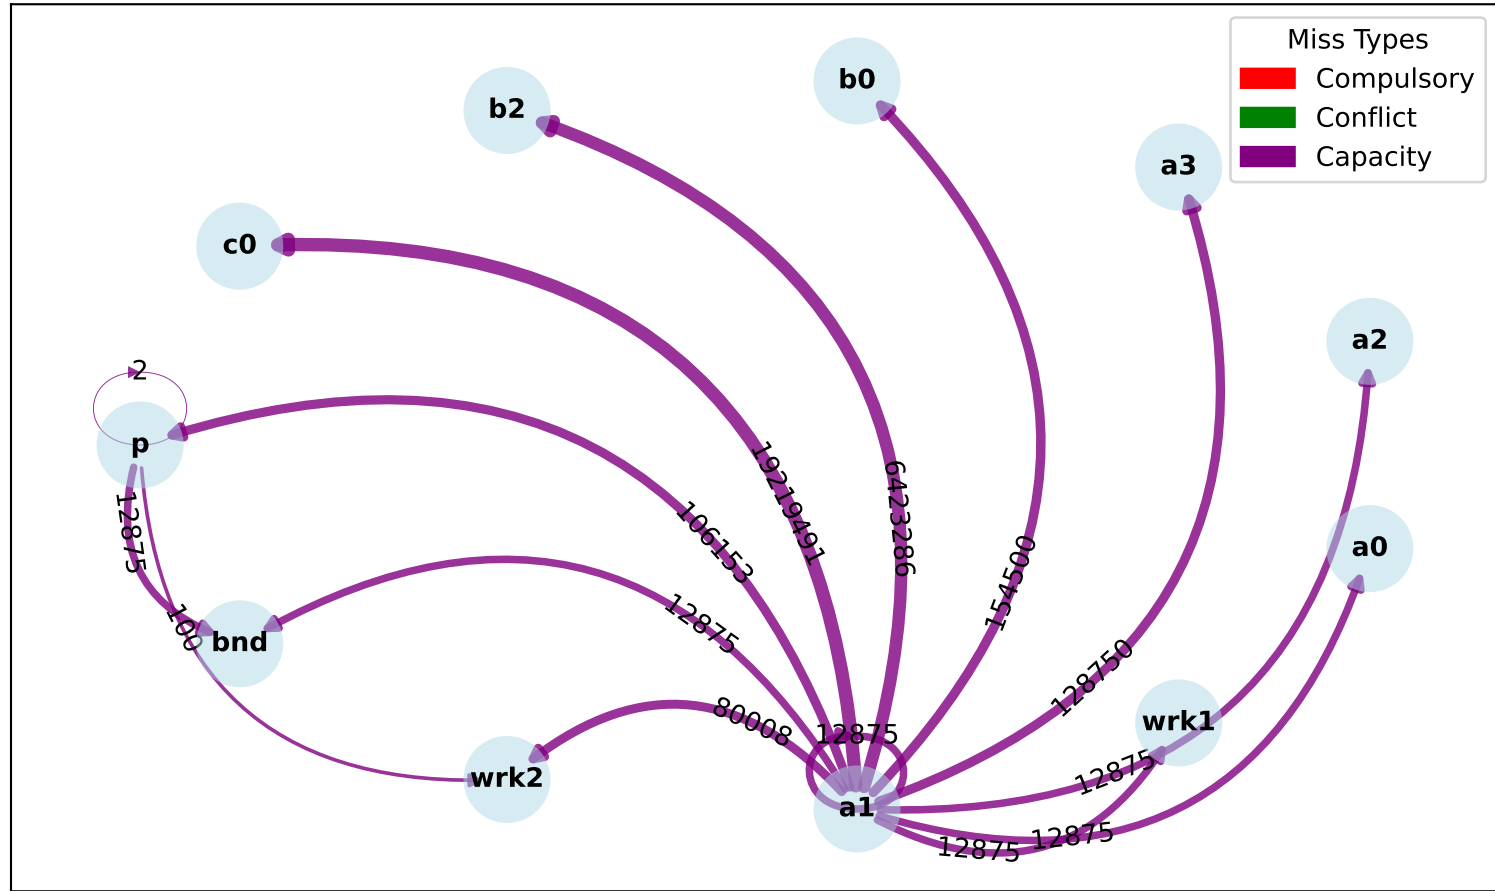 Miss Types
Compulsory
Conflict
Capacity
b0
b2
a3
c0
a2
2
p
19219491
6423286
12875
106153
154500
a0
12875
100
bnd
128750
80008
12875
wrk1
wrk2
12875
a1
12875
12875